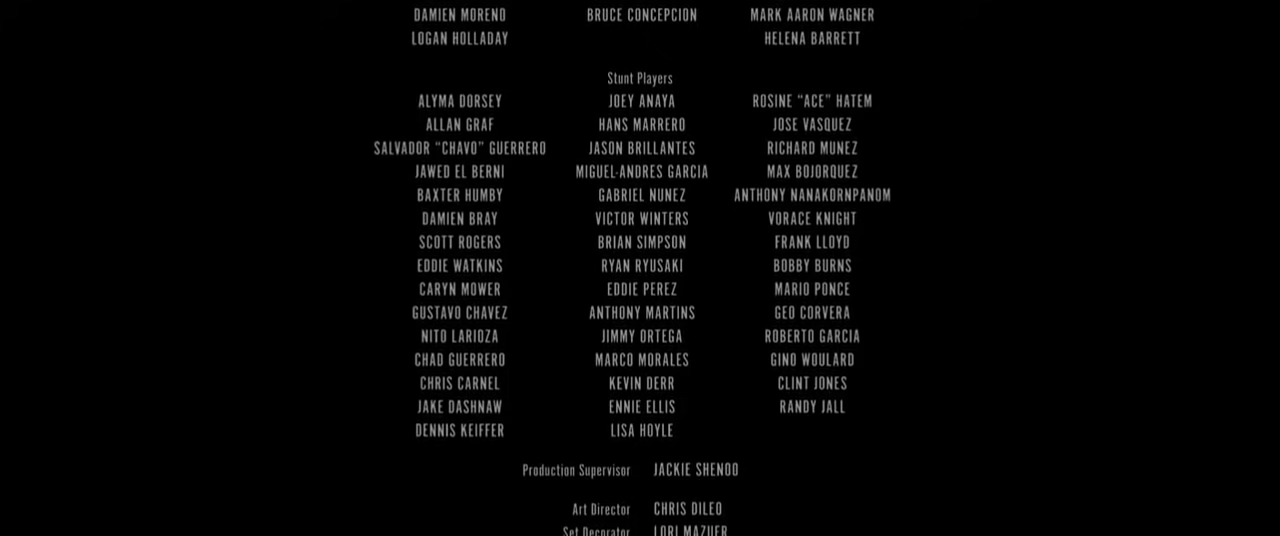 DAMIEN MORENO BRUCE CONCEPCION MARK AARON WAGNER
LOGAN HOLLADAY HELENA BARRETT
Stunt Players
ALYMA DORSEY JOEY ANAYA ROSINE “ACE” HATEM
ALLAN GRAF HANS MARRERO JOSE VASQUEZ
SALVADOR “CHAVO” GUERRERO JASON BRILLANTES RICHARD MUNEZ
JAWED EL BERNI MIGUEL-ANDRES GARCIA MAX BOJORQUEZ
BAXTER HUMBY GABRIEL NUNEZ ANTHONY NANAKORNPANOM
DAMIEN BRAY VICTOR WINTERS VORACE KNIGHT
SCOTT ROGERS BRIAN SIMPSON FRANK LLOYD
EDDIE WATKINS RYAN RYUSAKI BOBBY BURNS
CARYN MOWER EDDIE PEREZ MARIO PONCE
GUSTAVO CHAVEZ ANTHONY MARTINS GEO CORVERA
NITO LARIOZA JIMMY ORTEGA ROBERTO GARCIA
CHAD GUERRERO MARCO MORALES GINO WOULARD
CHRIS CARNEL KEVIN DERR CLINT JONES
JAKE DASHNAW ENNIE ELLIS RANDY JALL
DENNIS KEIFFER LISA HOYLE
Production Supervisor JACKIE SHENOO
Art Director CHRIS DILEO
Set Decorator LORI MAZUER